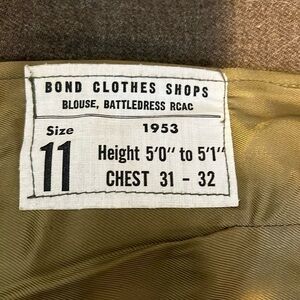 BOND CLOTHES SHOPS
BLOUSE, BATTLEDRESS RCAC
Size 1953
11 Height 5'0" to 5'1"
CHEST 31 - 32